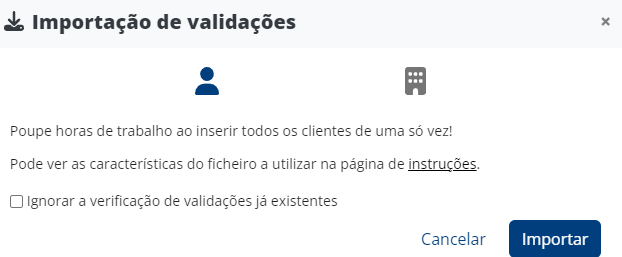 Importação de validações
×
Poupe horas de trabalho ao inserir todos os clientes de uma só vez!
Pode ver as características do ficheiro a utilizar na página de instruções.
Ignorar a verificação de validações já existentes
Cancelar Importar